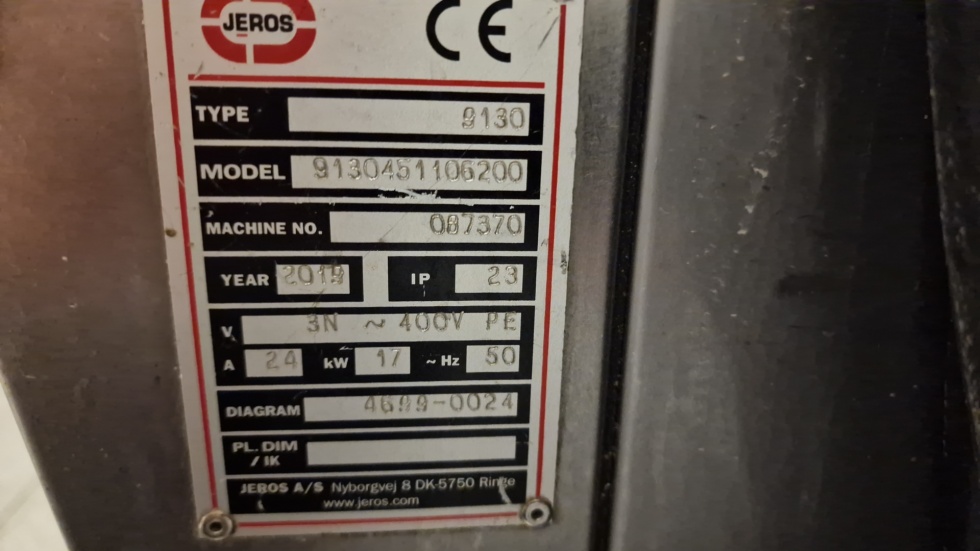 JEROS
CE
TYPE 9130
MODEL 9130451106200
MACHINE NO. 087370
YEAR 2019 IP 23
V 3N ~ 400V PE
A 24 kW 17 ~Hz 50
DIAGRAM 4699-0024
PL. DIM
/ IK
JEROS A/S Nyborgvej 8 DK-5750 Ringe
www.jeros.com